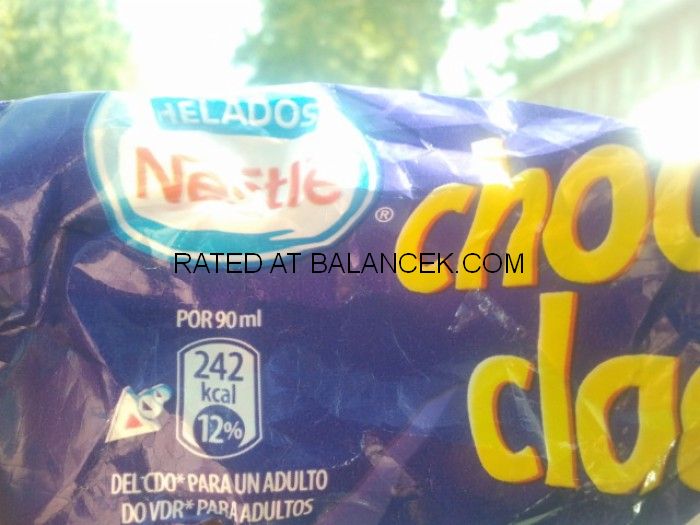 HELADOS
Nestlé
®
RATED AT BALANCEK.COM
POR 90 ml
242
kcal
12%
DEL CDO* PARA UN ADULTO
DO VDR* PARA ADULTOS